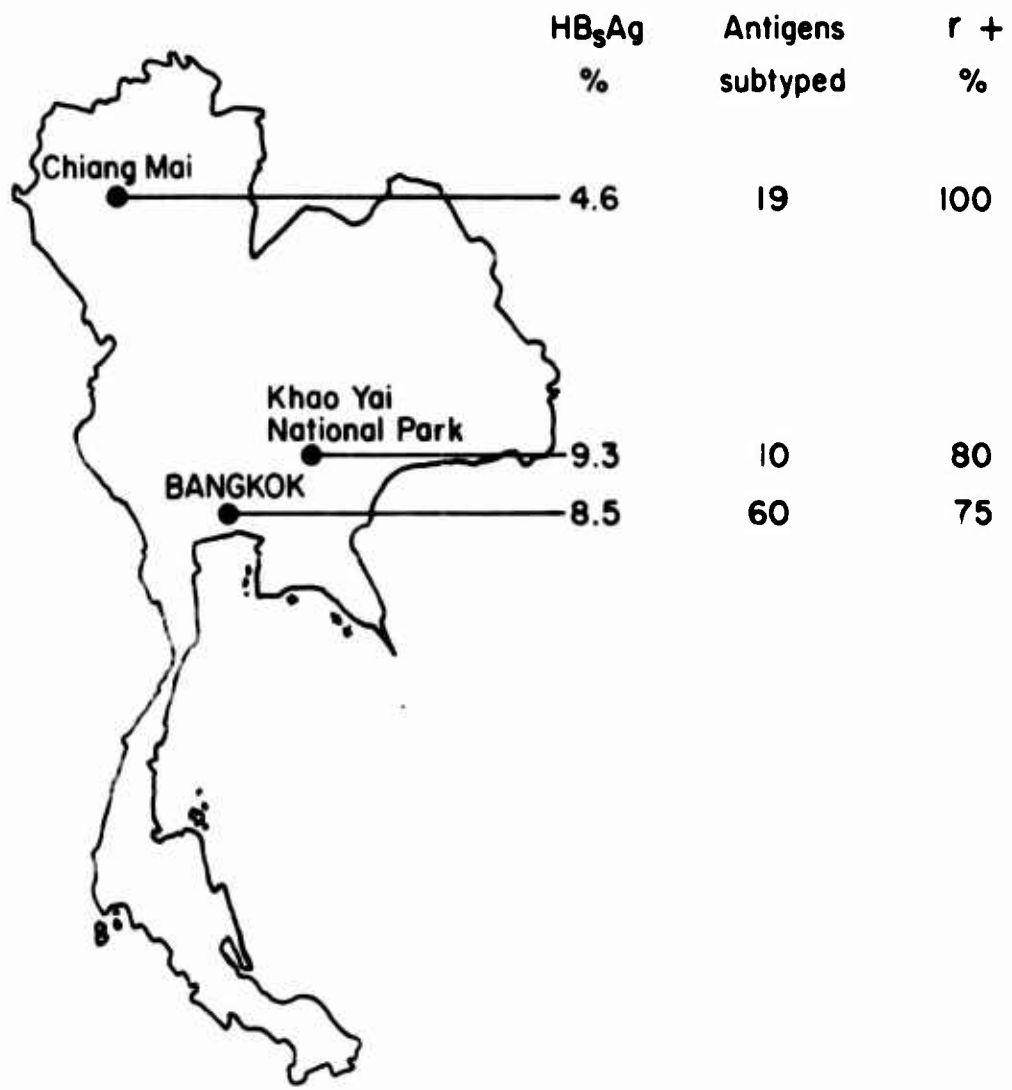 HBsAg Antigens r +
% subtyped %
Chiang Mai
4.6 19 100
Khao Yai
National Park
9.3 10 80
BANGKOK
8.5 60 75